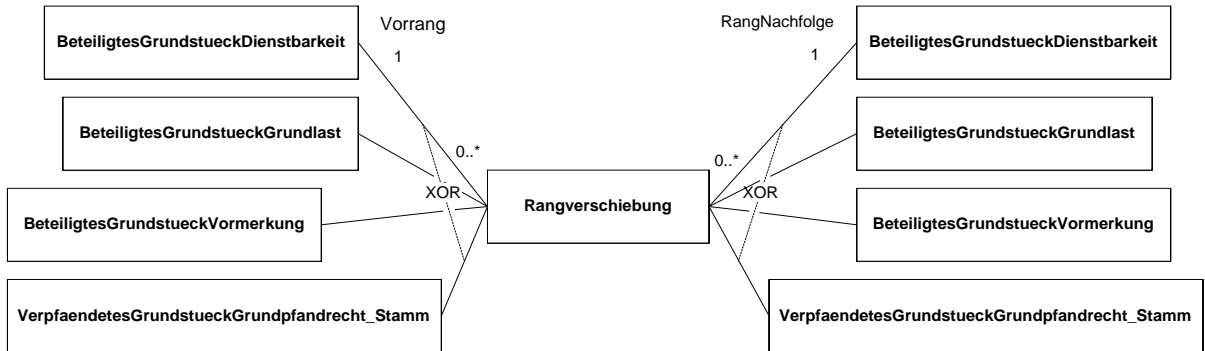 Vorrang
RangNachfolge
BeteiligtesGrundstueckDienstbarkeit
BeteiligtesGrundstueckDienstbarkeit
1
1
BeteiligtesGrundstueckGrundlast
BeteiligtesGrundstueckGrundlast
0..*
0..*
XOR
XOR
Rangverschiebung
BeteiligtesGrundstueckVormerkung
BeteiligtesGrundstueckVormerkung
VerpfaendetesGrundstueckGrundpfandrecht_Stamm
VerpfaendetesGrundstueckGrundpfandrecht_Stamm